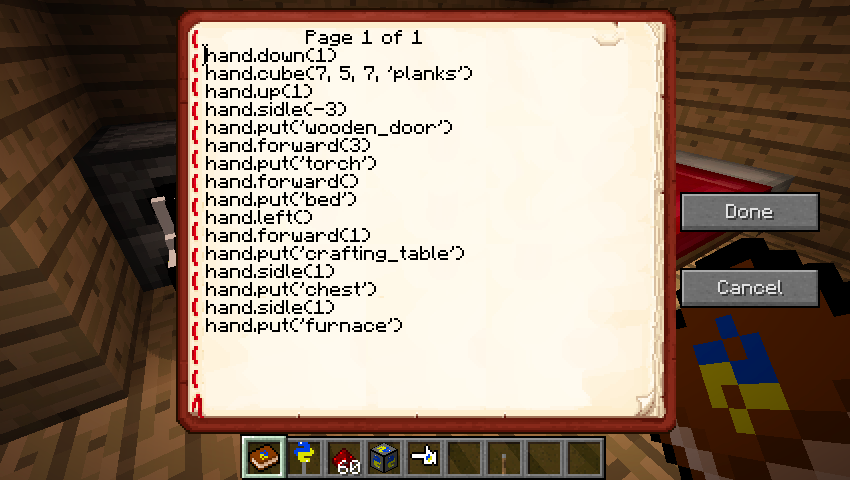 Page 1 of 1
hand.down(1)
hand.cube(7, 5, 7, 'planks')
hand.up(1)
hand.sidle(-3)
hand.put('wooden_door')
hand.forward(3)
hand.put('torch')
hand.forward()
hand.put('bed')
hand.left()
hand.forward(1)
hand.put('crafting_table')
hand.sidle(1)
hand.put('chest')
hand.sidle(1)
hand.put('furnace')
Done
Cancel
60